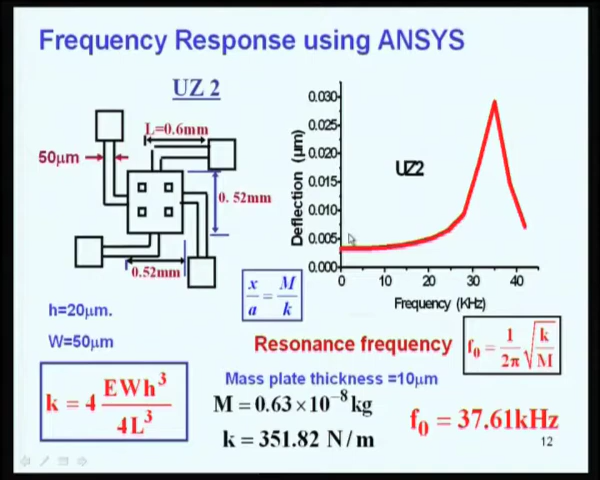 Frequency Response using ANSYS
UZ 2
L=0.6mm
50μm
0. 52mm
0.52mm
h=20μm.
W=50μm
0.030
0.025
0.020
0.015
0.010
0.005
0.000
Deflection (μm)
UZ2
0 10 20 30 40
Frequency (KHz)
x/a = M/k
Resonance frequency
f₀ = 1/2π √k/M
k = 4 EWh³/4L³
Mass plate thickness =10μm
M = 0.63×10⁻⁸kg
k = 351.82 N/m
f₀ = 37.61kHz
12